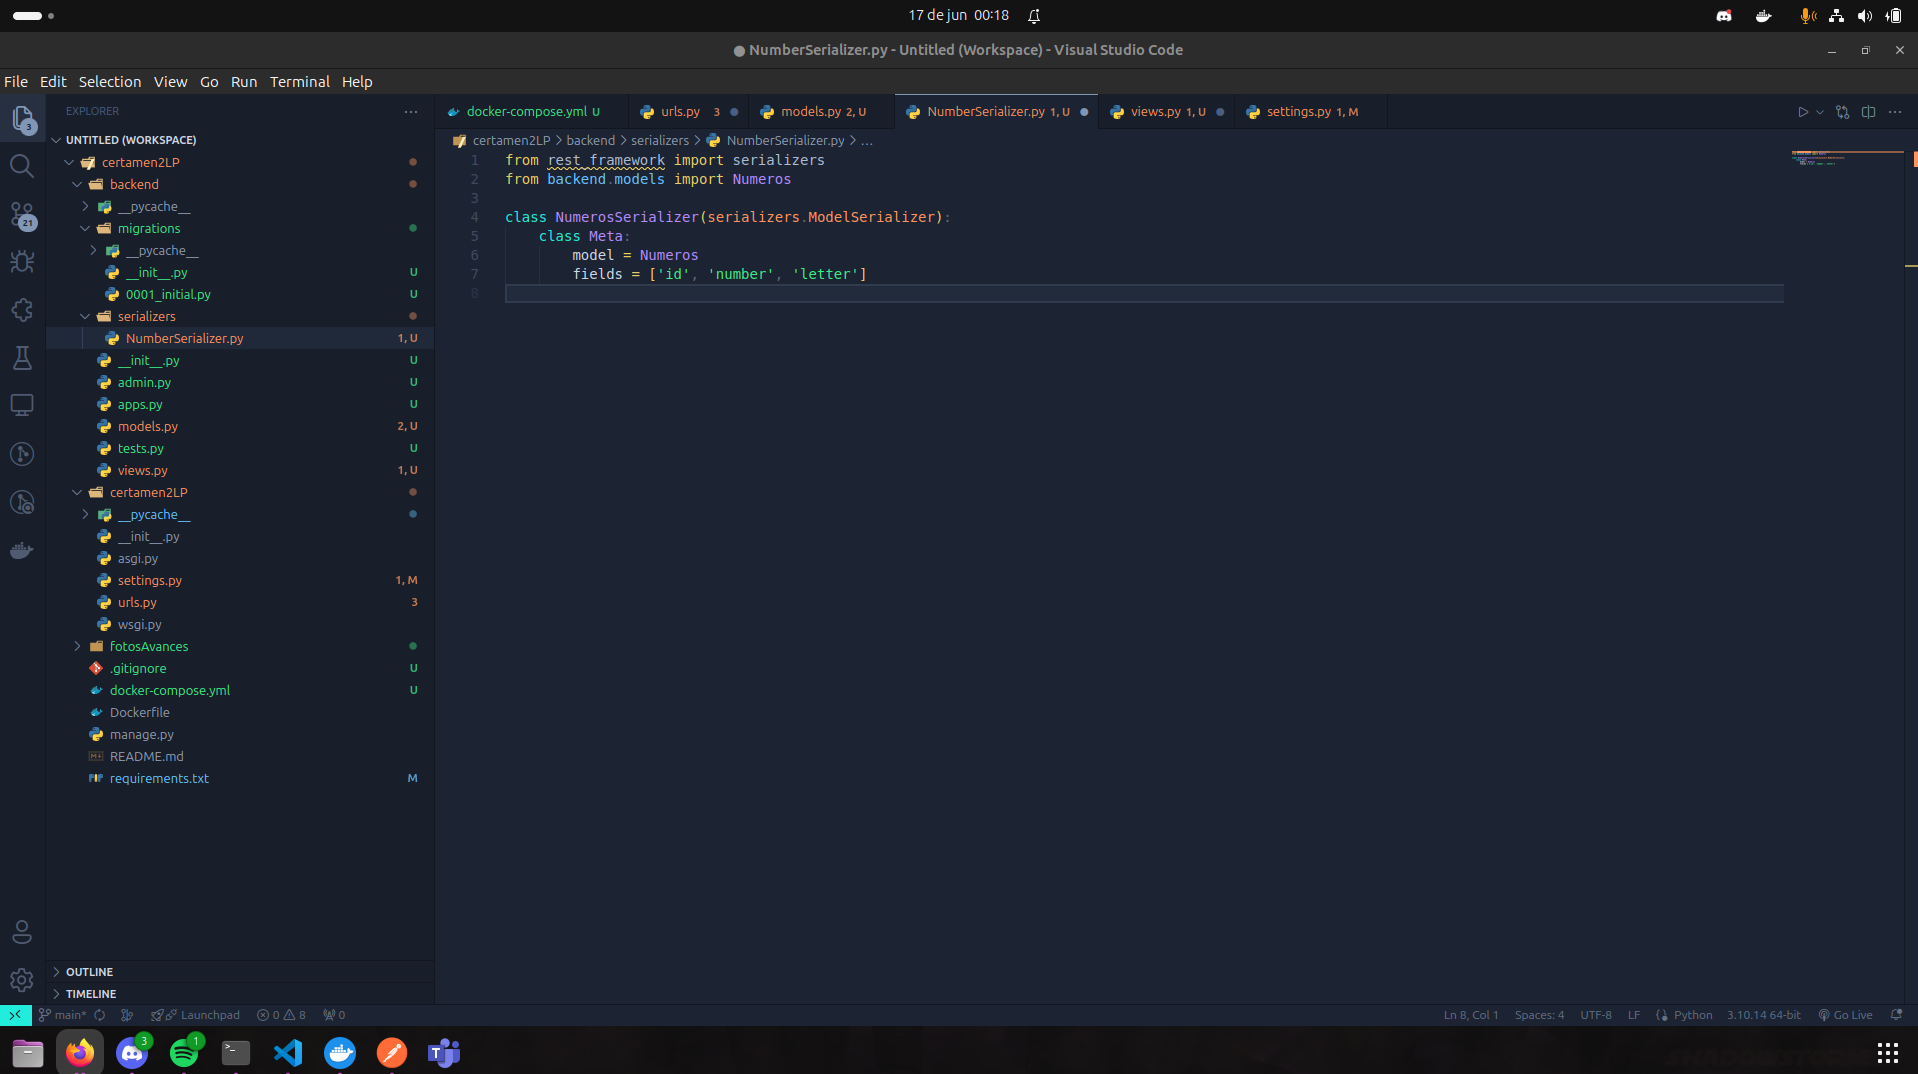 17 de jun 00:18
NumberSerializer.py - Untitled (Workspace) - Visual Studio Code
File Edit Selection View Go Run Terminal Help
EXPLORER
docker-compose.yml U
urls.py 3
models.py 2, U
NumberSerializer.py 1, U
views.py 1, U
settings.py 1, M
3
UNTITLED (WORKSPACE)
certamen2LP > backend > serializers > NumberSerializer.py > ...
certamen2LP
backend
__pycache__
migrations
__pycache__
__init__.py U
0001_initial.py U
serializers
NumberSerializer.py 1, U
__init__.py U
admin.py U
apps.py U
models.py 2, U
tests.py U
views.py 1, U
certamen2LP
__pycache__
__init__.py
asgi.py
settings.py 1, M
urls.py 3
wsgi.py
fotosAvances
.gitignore U
docker-compose.yml U
Dockerfile
manage.py
README.md
requirements.txt M
21
1 from rest_framework import serializers
2 from backend.models import Numeros
3
4 class NumerosSerializer(serializers.ModelSerializer):
5     class Meta:
6         model = Numeros
7         fields = ['id', 'number', 'letter']
8
OUTLINE
TIMELINE
main* Launchpad 0 8 0
Ln 8, Col 1 Spaces: 4 UTF-8 LF Python 3.10.14 64-bit Go Live
3
1